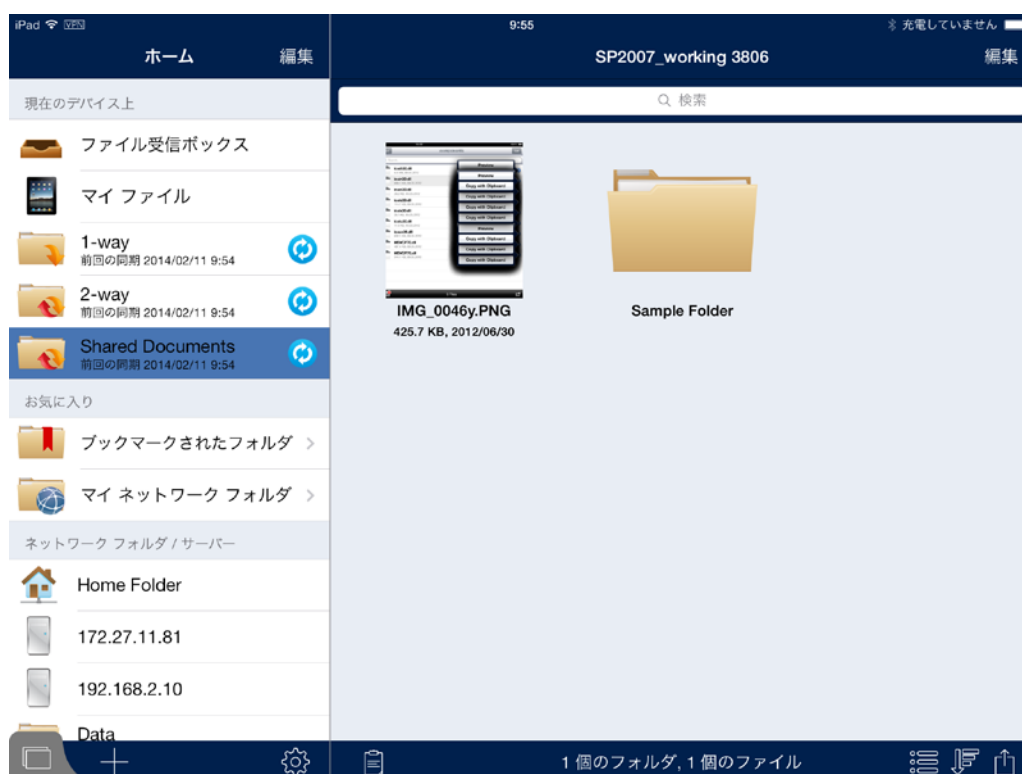 iPad VPN 9:55 充電していません
ホーム 編集
SP2007_working 3806 編集
現在のデバイス上
検索
ファイル受信ボックス
マイ ファイル
1-way
前回の同期 2014/02/11 9:54
2-way
前回の同期 2014/02/11 9:54
Shared Documents
前回の同期 2014/02/11 9:54
お気に入り
ブックマークされたフォルダ
マイ ネットワーク フォルダ
ネットワーク フォルダ / サーバー
Home Folder
172.27.11.81
192.168.2.10
Data
IMG_0046y.PNG
425.7 KB, 2012/06/30
Sample Folder
1 個のフォルダ, 1 個のファイル